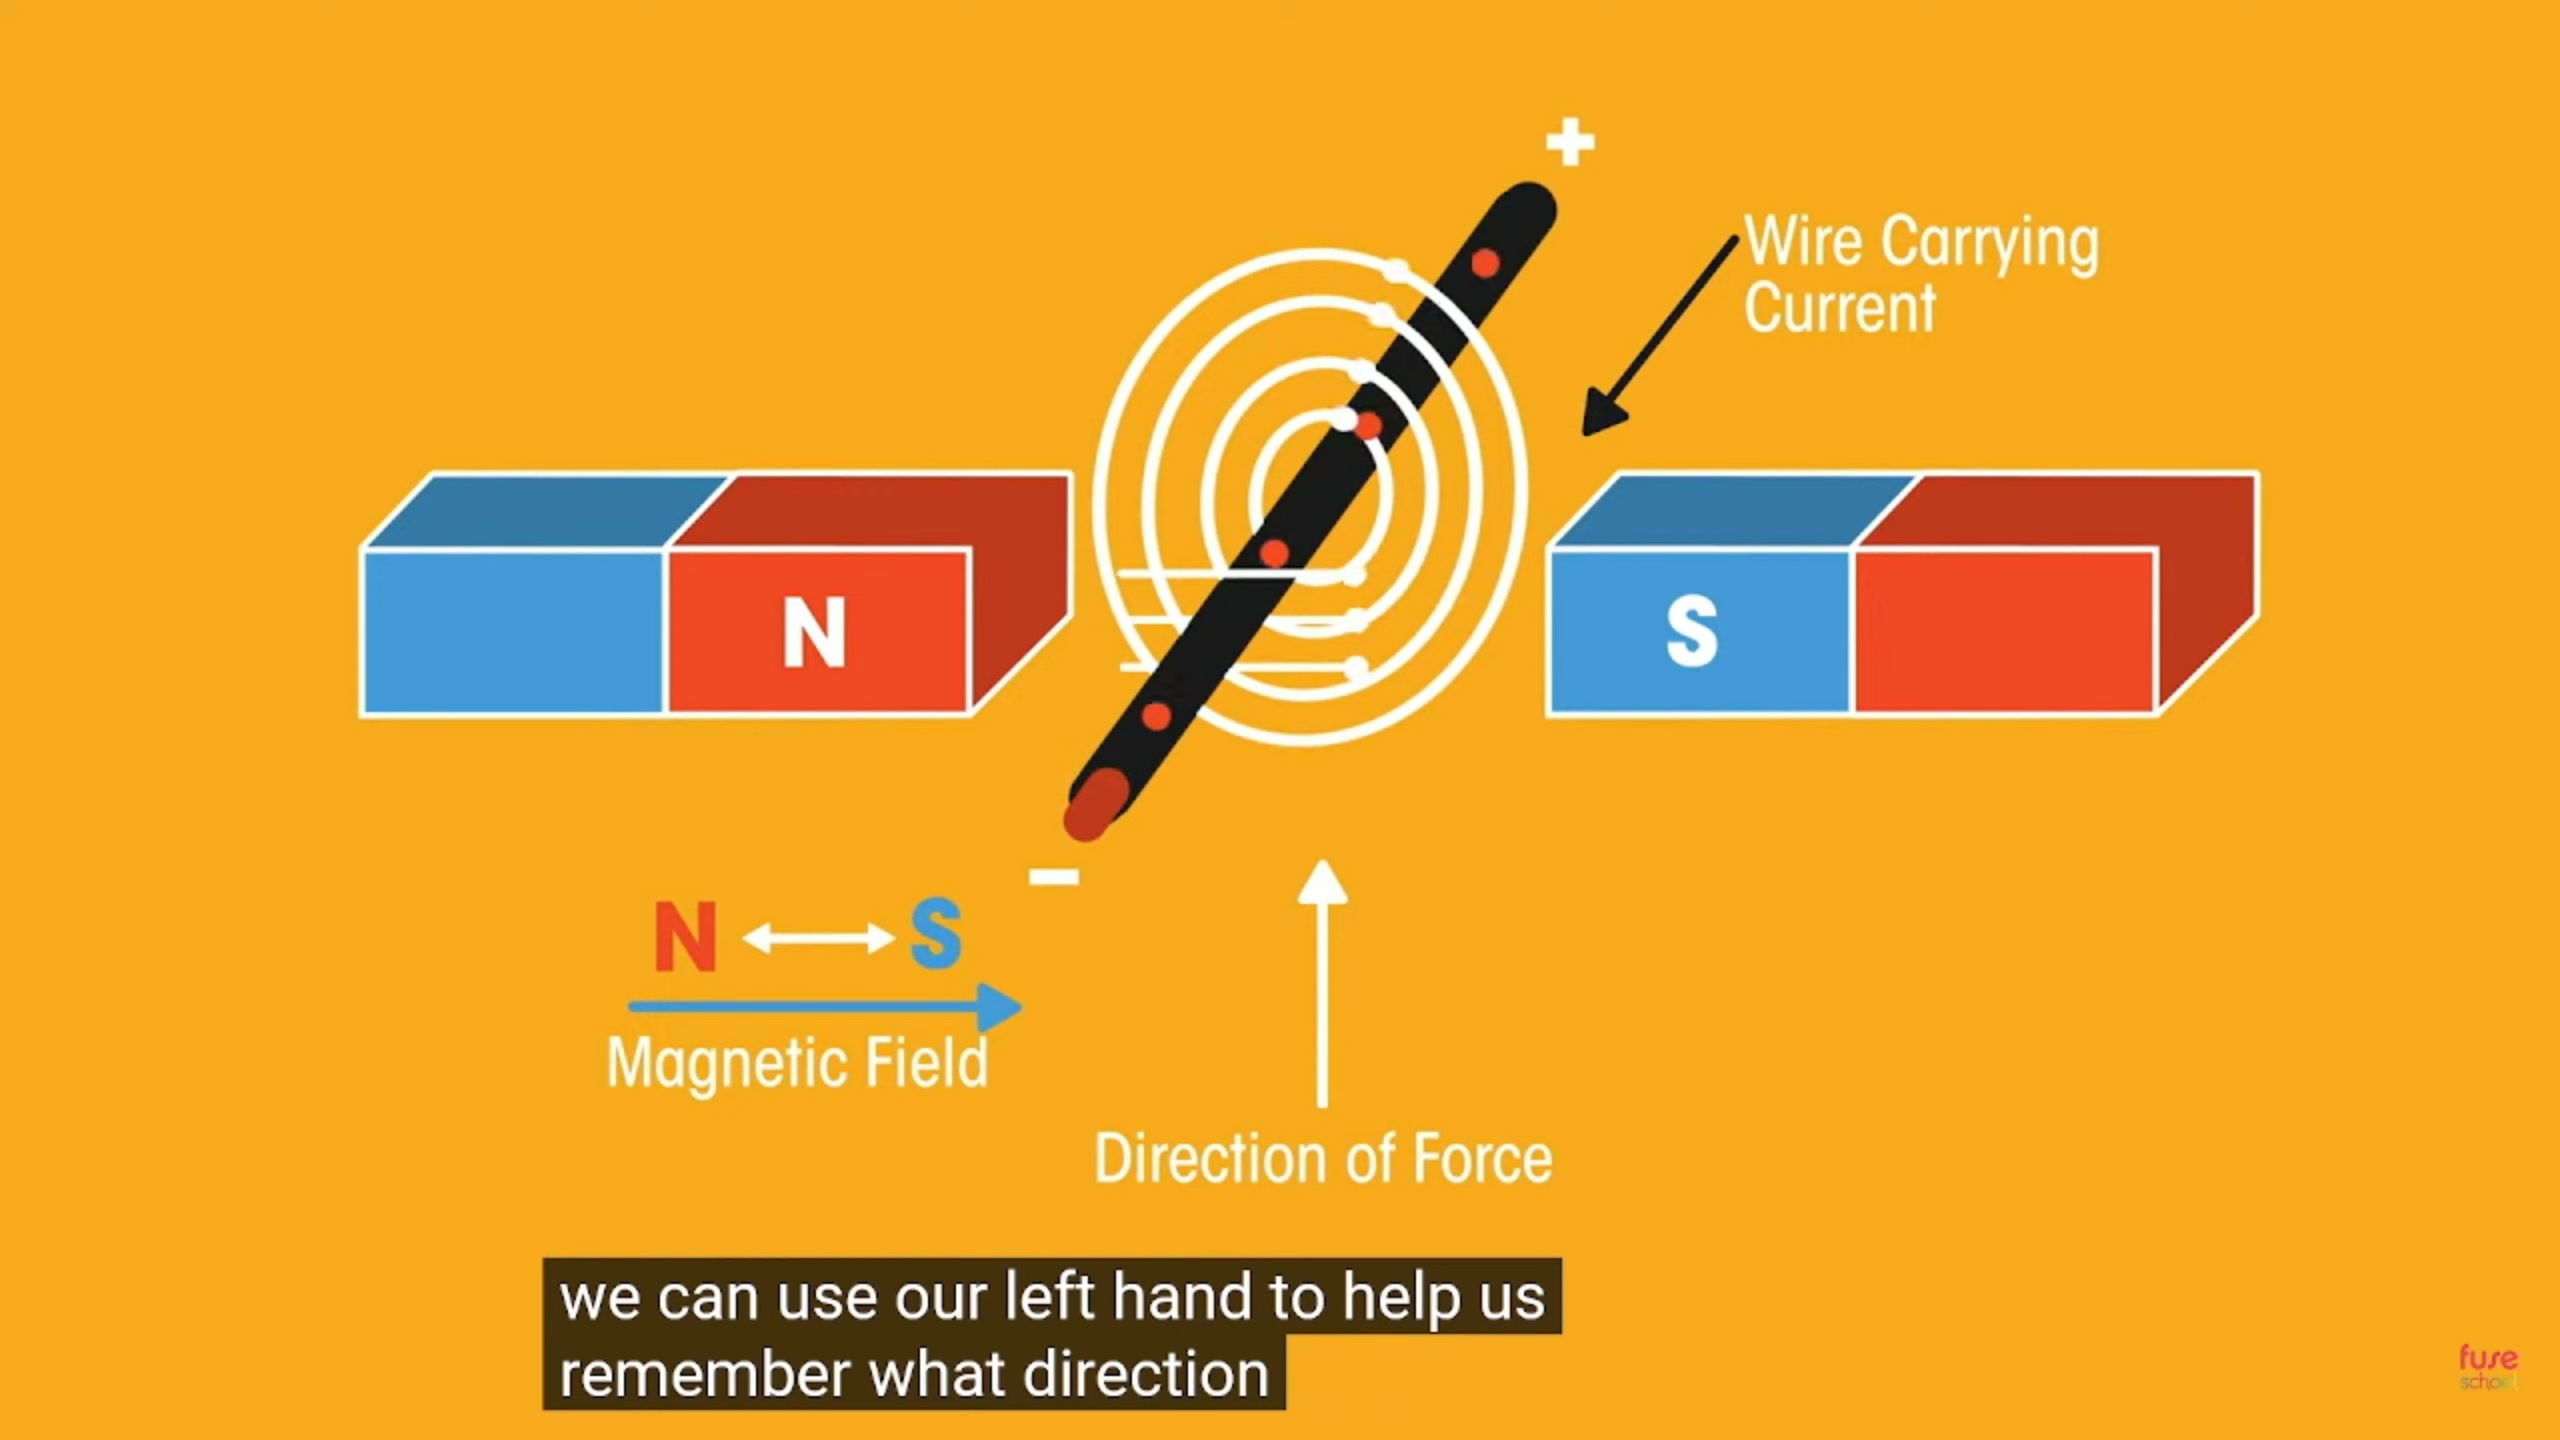 +
Wire Carrying
Current
N
S
-
N S
Magnetic Field
Direction of Force
we can use our left hand to help us
remember what direction
fuse
school